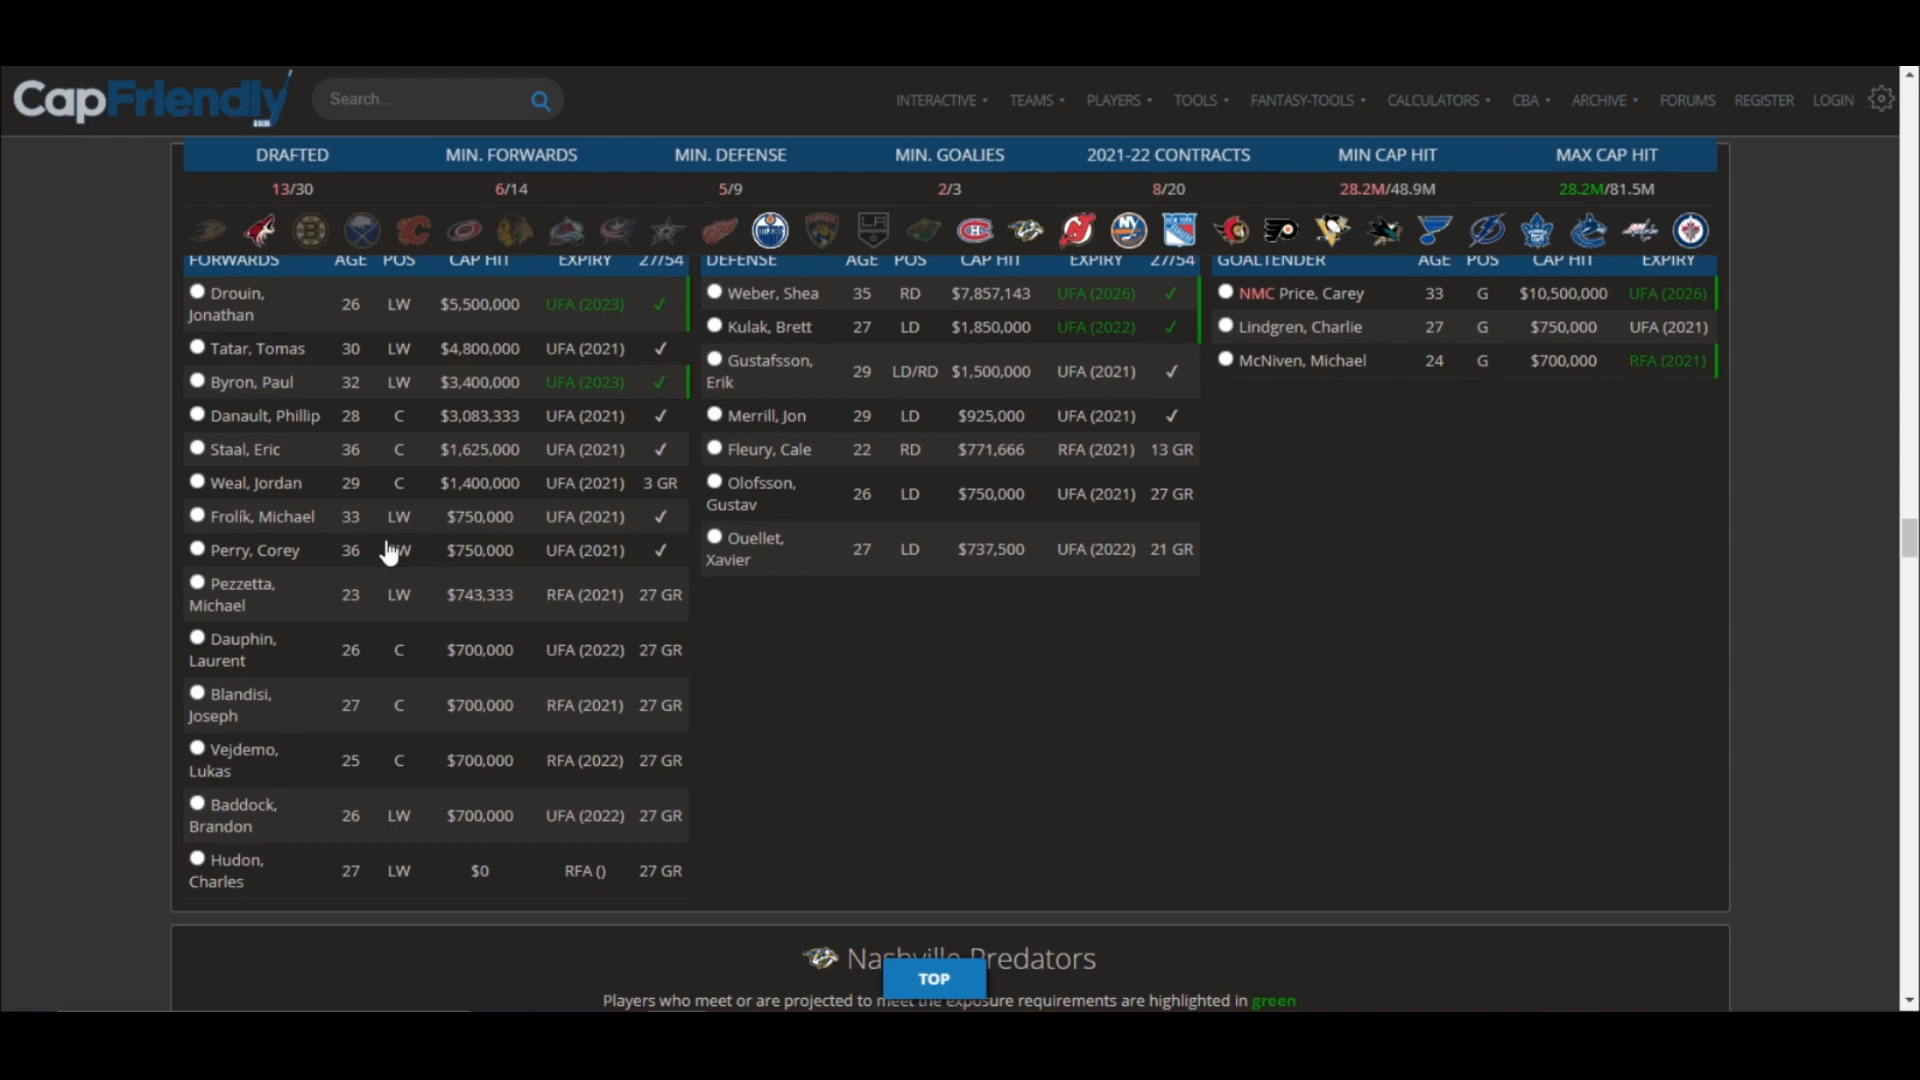 CapFriendly
Search...
INTERACTIVE TEAMS PLAYERS TOOLS FANTASY-TOOLS CALCULATORS CBA ARCHIVE FORUMS REGISTER LOGIN
DRAFTED MIN. FORWARDS MIN. DEFENSE MIN. GOALIES 2021-22 CONTRACTS MIN CAP HIT MAX CAP HIT
13/30 6/14 5/9 2/3 8/20 28.2M/48.9M 28.2M/81.5M
FORWARDS AGE POS CAP HIT EXPIRY 27/54
Drouin,
Jonathan 26 LW $5,500,000 UFA (2023) ✓
Tatar, Tomas 30 LW $4,800,000 UFA (2021) ✓
Byron, Paul 32 LW $3,400,000 UFA (2023) ✓
Danault, Phillip 28 C $3,083,333 UFA (2021) ✓
Staal, Eric 36 C $1,625,000 UFA (2021) ✓
Weal, Jordan 29 C $1,400,000 UFA (2021) 3 GR
Frolík, Michael 33 LW $750,000 UFA (2021) ✓
Perry, Corey 36 $750,000 UFA (2021) ✓
Pezzetta,
Michael 23 LW $743,333 RFA (2021) 27 GR
Dauphin,
Laurent 26 C $700,000 UFA (2022) 27 GR
Blandisi,
Joseph 27 C $700,000 RFA (2021) 27 GR
Vejdemo,
Lukas 25 C $700,000 RFA (2022) 27 GR
Baddock,
Brandon 26 LW $700,000 UFA (2022) 27 GR
Hudon,
Charles 27 LW $0 RFA () 27 GR
DEFENSE AGE POS CAP HIT EXPIRY 27/54
Weber, Shea 35 RD $7,857,143 UFA (2026) ✓
Kulak, Brett 27 LD $1,850,000 UFA (2022) ✓
Gustafsson,
Erik 29 LD/RD $1,500,000 UFA (2021) ✓
Merrill, Jon 29 LD $925,000 UFA (2021) ✓
Fleury, Cale 22 RD $771,666 RFA (2021) 13 GR
Olofsson,
Gustav 26 LD $750,000 UFA (2021) 27 GR
Ouellet,
Xavier 27 LD $737,500 UFA (2022) 21 GR
GOALTENDER AGE POS CAP HIT EXPIRY
NMC Price, Carey 33 G $10,500,000 UFA (2026)
Lindgren, Charlie 27 G $750,000 UFA (2021)
McNiven, Michael 24 G $700,000 RFA (2021)
Nashville Predators
TOP
Players who meet or are projected to meet the exposure requirements are highlighted in green